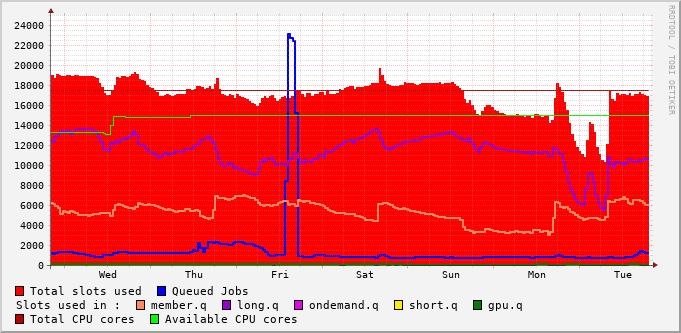 RRDTOOL / TOBI OETIKER
24000
22000
20000
18000
16000
14000
12000
10000
8000
6000
4000
2000
0
Wed Thu Fri Sat Sun Mon Tue
Total slots used Queued Jobs
Slots used in : member.q long.q ondemand.q short.q gpu.q
Total CPU cores Available CPU cores